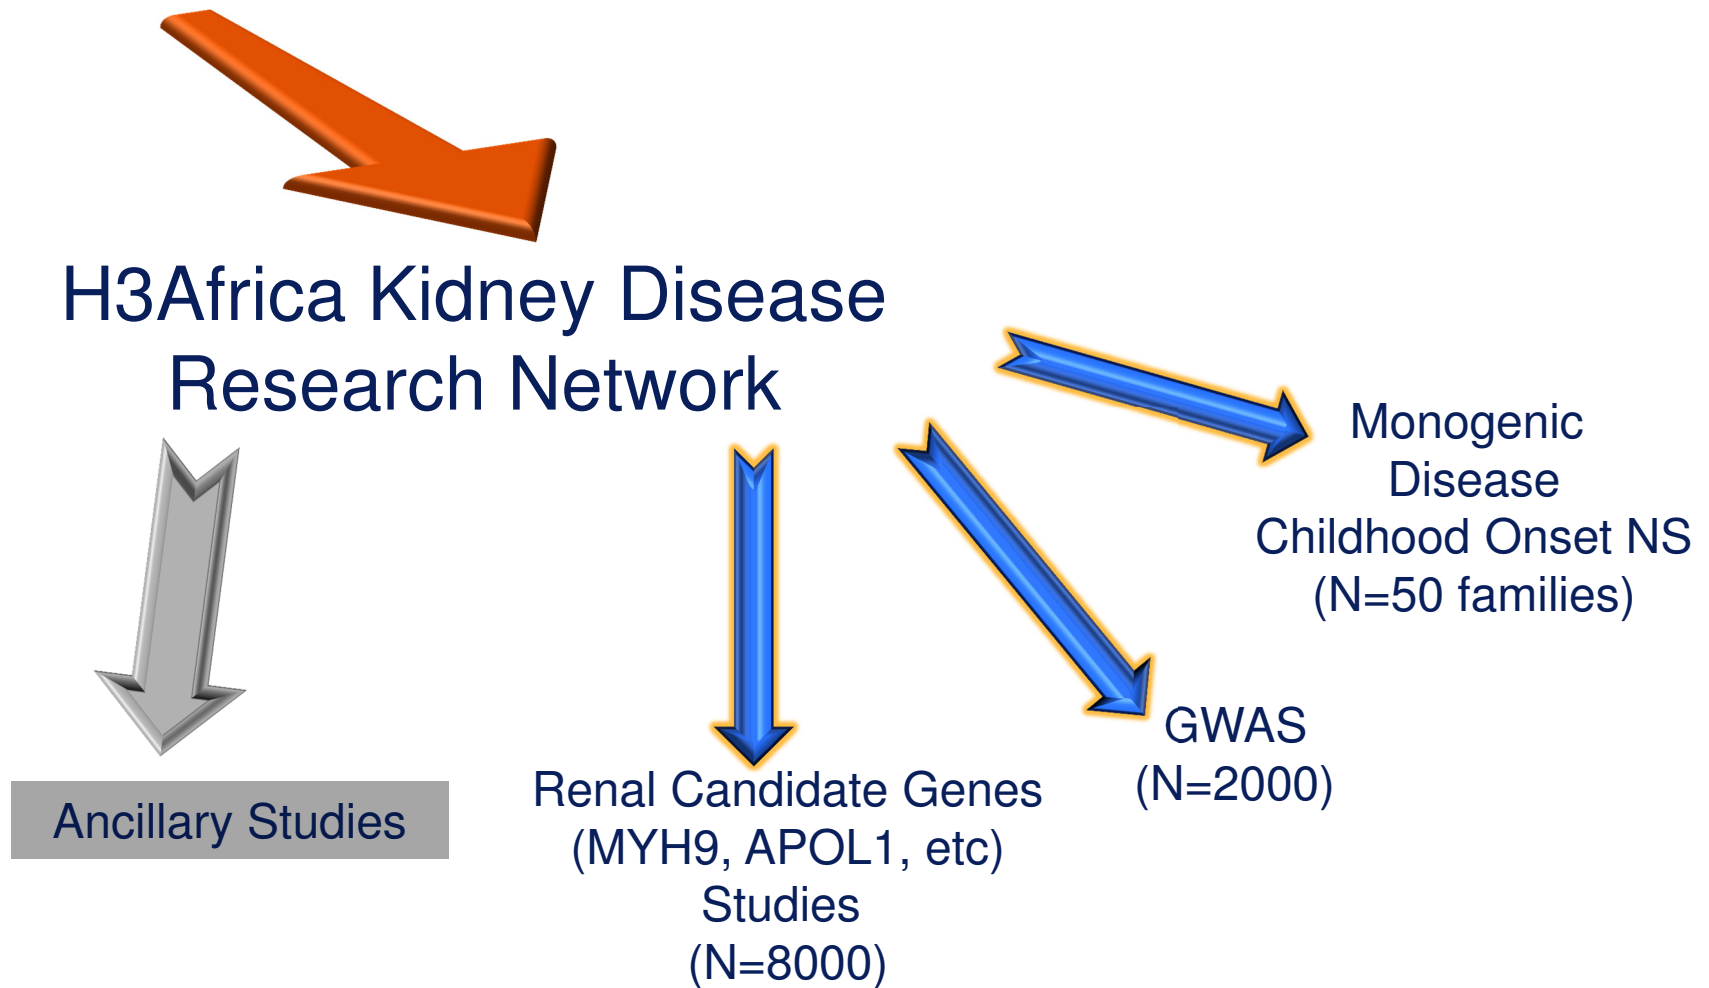 H3Africa Kidney Disease
Research Network
Monogenic
Disease
Childhood Onset NS
(N=50 families)
GWAS
(N=2000)
Renal Candidate Genes
(MYH9, APOL1, etc)
Studies
(N=8000)
Ancillary Studies